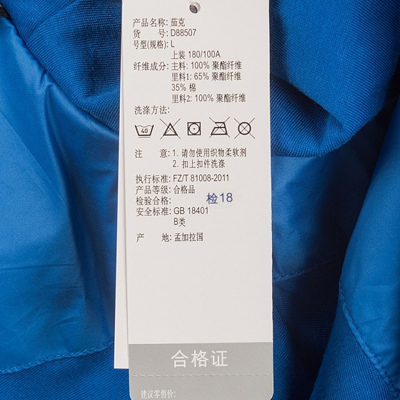 产品名称: 茄克
货 号: D88507
号型(规格): L
上装 180/100A
纤维成分: 主料: 100% 聚酯纤维
里料1: 65% 聚酯纤维
35% 棉
里料2: 100% 聚酯纤维
洗涤方法:
40
注 意: 1. 请勿使用织物柔软剂
2. 扣上扣件洗涤
执行标准: FZ/T 81008-2011
产品等级: 合格品
检验合格: 检18
安全标准: GB 18401
B类
产 地: 孟加拉国
合格证
建议零售价: